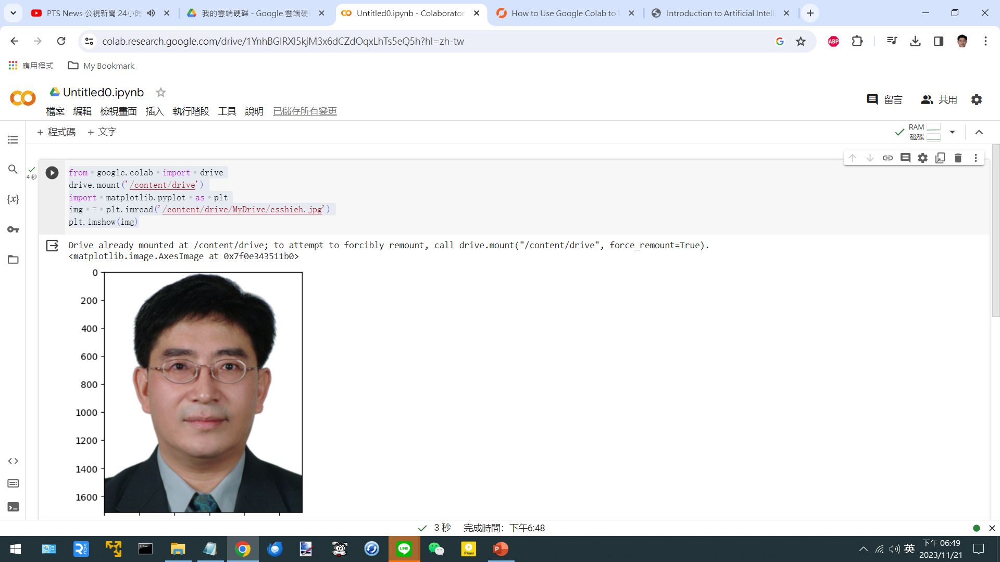 PTS News 公視新聞 24小時
我的雲端硬碟 - Google 雲端硬
Untitled0.ipynb - Colaborator
How to Use Google Colab to
Introduction to Artificial Intell
colab.research.google.com/drive/1YnhBGlRXl5kjM3x6dCZdOqxLhTs5eQ5h?hl=zh-tw
ABP
應用程式
My Bookmark
Untitled0.ipynb
留言
共用
檔案 編輯 檢視畫面 插入 執行階段 工具 說明 已儲存所有變更
+ 程式碼 + 文字
RAM
磁碟
4 秒
{x}
from google.colab import drive
drive.mount('/content/drive')
import matplotlib.pyplot as plt
img = plt.imread('/content/drive/MyDrive/csshieh.jpg')
plt.imshow(img)
Drive already mounted at /content/drive; to attempt to forcibly remount, call drive.mount("/content/drive", force_remount=True).
<matplotlib.image.AxesImage at 0x7f0e343511b0>
0
200
400
600
800
1000
1200
1400
1600
3 秒 完成時間: 下午6:48
LINE
Player
英
下午 06:49
2023/11/21